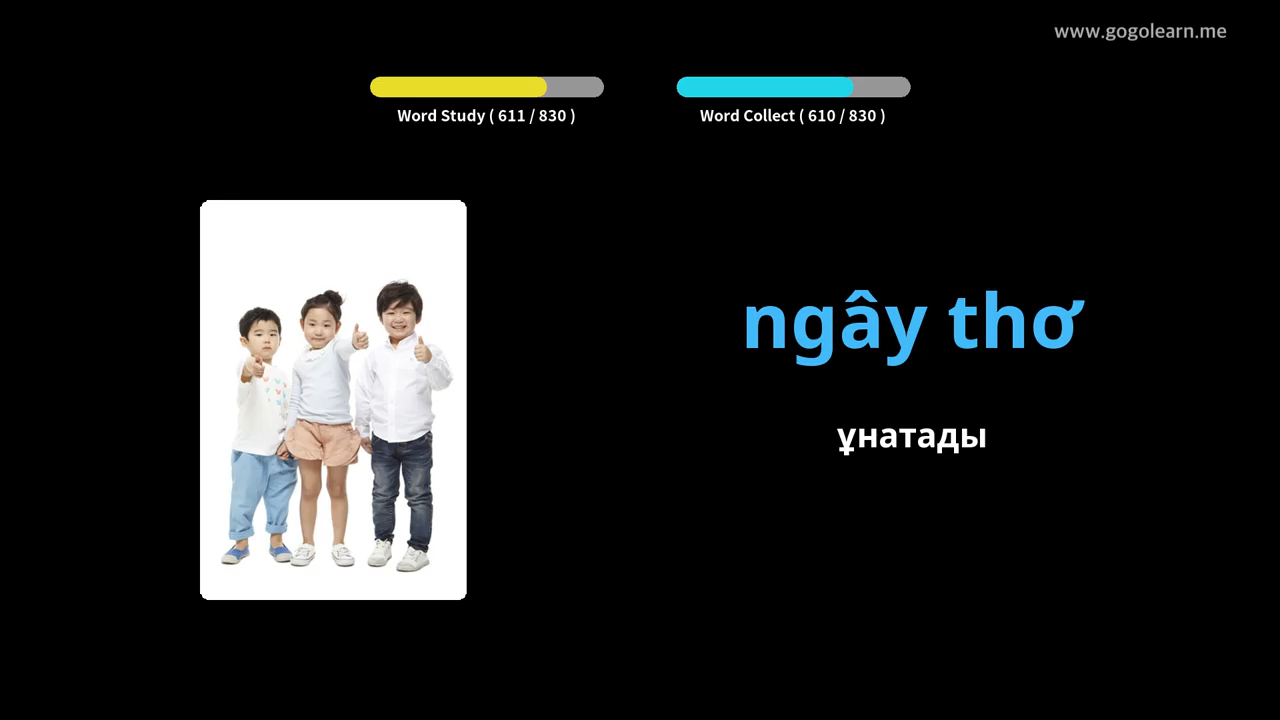 www.gogolearn.me
Word Study ( 611 / 830 )
Word Collect ( 610 / 830 )
ngây thơ
ұнатады